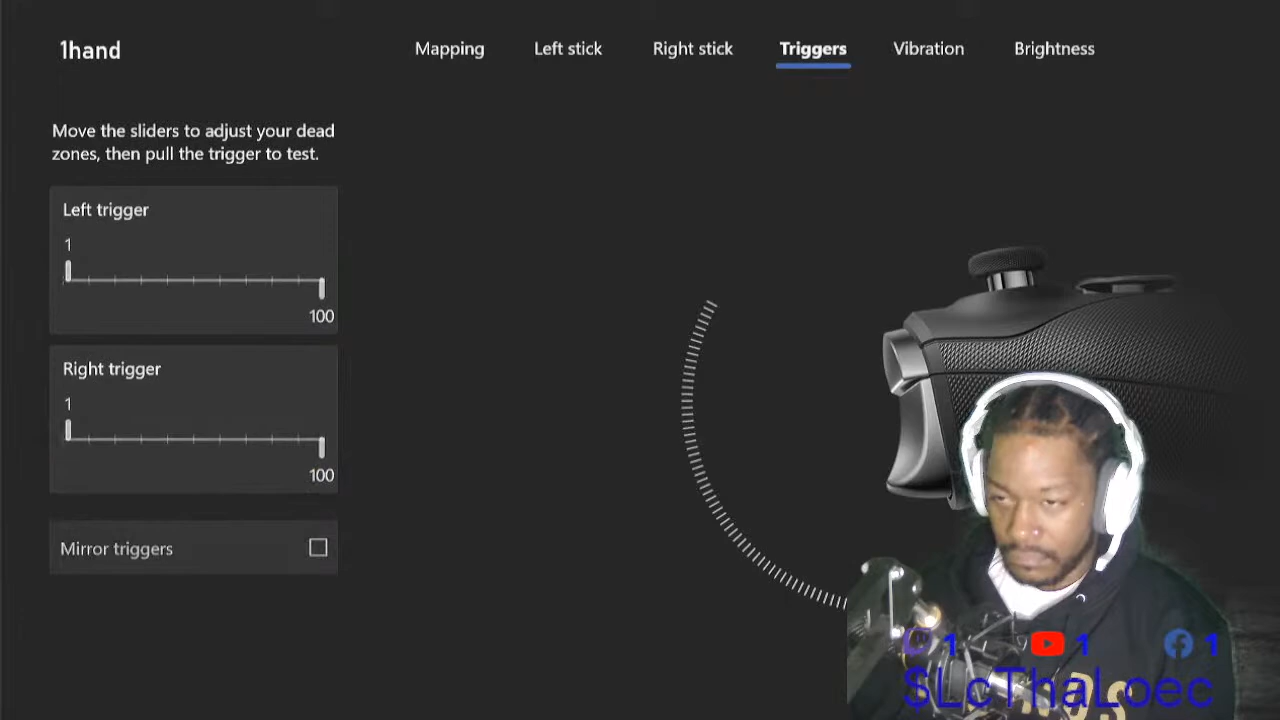 1hand
Mapping
Left stick
Right stick
Triggers
Vibration
Brightness
Move the sliders to adjust your dead
zones, then pull the trigger to test.
Left trigger
1
100
Right trigger
1
100
Mirror triggers
1
1
1
$LcThaLoec